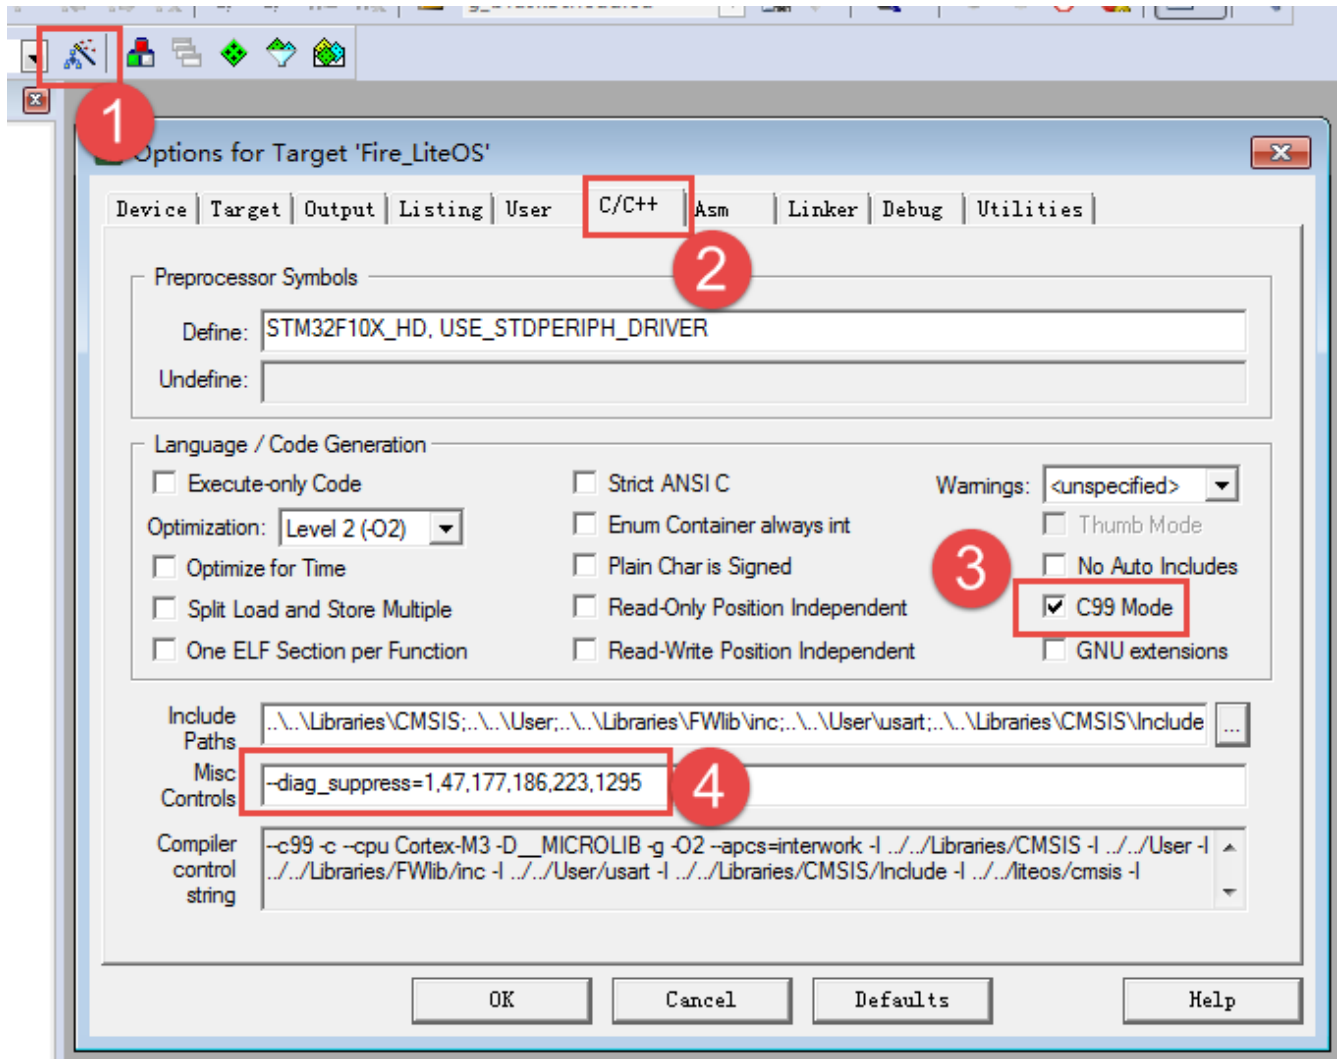 1
Options for Target 'Fire_LiteOS'
Device Target Output Listing User C/C++ Asm Linker Debug Utilities
2
Preprocessor Symbols
Define: STM32F10X_HD, USE_STDPERIPH_DRIVER
Undefine:
Language / Code Generation
Execute-only Code Strict ANSI C Warnings: <unspecified>
Optimization: Level 2 (-O2) Enum Container always int Thumb Mode
Optimize for Time Plain Char is Signed 3 No Auto Includes
Split Load and Store Multiple Read-Only Position Independent C99 Mode
One ELF Section per Function Read-Write Position Independent GNU extensions
Include Paths ..\..\Libraries\CMSIS;..\..\User;..\..\Libraries\FWlib\inc;..\..\User\usart;..\..\Libraries\CMSIS\Include ...
Misc Controls --diag_suppress=1,47,177,186,223,1295 4
Compiler control string --c99 -c --cpu Cortex-M3 -D__MICROLIB -g -O2 --apcs=interwork -I ../../Libraries/CMSIS -I ../../User -I
../../Libraries/FWlib/inc -I ../../User/usart -I ../../Libraries/CMSIS/Include -I ../../liteos/cmsis -I
OK Cancel Defaults Help